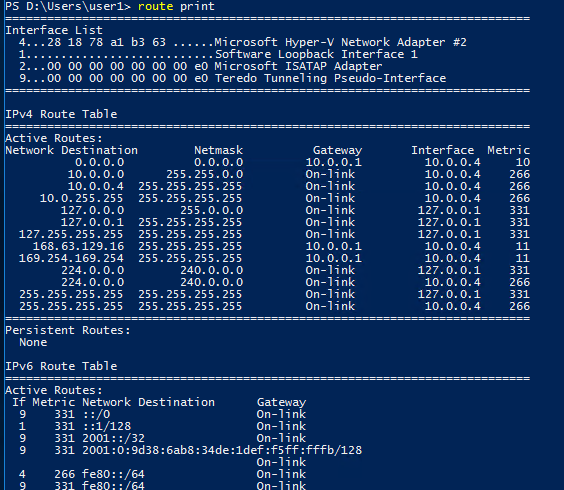 PS D:\Users\user1> route print
===========================================================================
Interface List
  4...28 18 78 a1 b3 63 ......Microsoft Hyper-V Network Adapter #2
  1...........................Software Loopback Interface 1
  2...00 00 00 00 00 00 00 e0 Microsoft ISATAP Adapter
  9...00 00 00 00 00 00 00 e0 Teredo Tunneling Pseudo-Interface
===========================================================================
IPv4 Route Table
===========================================================================
Active Routes:
Network Destination        Netmask          Gateway       Interface  Metric
          0.0.0.0          0.0.0.0         10.0.0.1         10.0.0.4     10
         10.0.0.0      255.255.0.0         On-link          10.0.0.4    266
         10.0.0.4  255.255.255.255         On-link          10.0.0.4    266
     10.0.255.255  255.255.255.255         On-link          10.0.0.4    266
        127.0.0.0        255.0.0.0         On-link         127.0.0.1    331
        127.0.0.1  255.255.255.255         On-link         127.0.0.1    331
  127.255.255.255  255.255.255.255         On-link         127.0.0.1    331
    168.63.129.16  255.255.255.255         10.0.0.1         10.0.0.4     11
  169.254.169.254  255.255.255.255         10.0.0.1         10.0.0.4     11
        224.0.0.0        240.0.0.0         On-link         127.0.0.1    331
        224.0.0.0        240.0.0.0         On-link          10.0.0.4    266
  255.255.255.255  255.255.255.255         On-link         127.0.0.1    331
  255.255.255.255  255.255.255.255         On-link          10.0.0.4    266
===========================================================================
Persistent Routes:
  None
IPv6 Route Table
===========================================================================
Active Routes:
 If Metric Network Destination      Gateway
  9    331 ::/0                     On-link
  1    331 ::1/128                  On-link
  9    331 2001::/32                On-link
  9    331 2001:0:9d38:6ab8:34de:1def:f5ff:fffb/128
                                    On-link
  4    266 fe80::/64                On-link
  9    331 fe80::/64                On-link